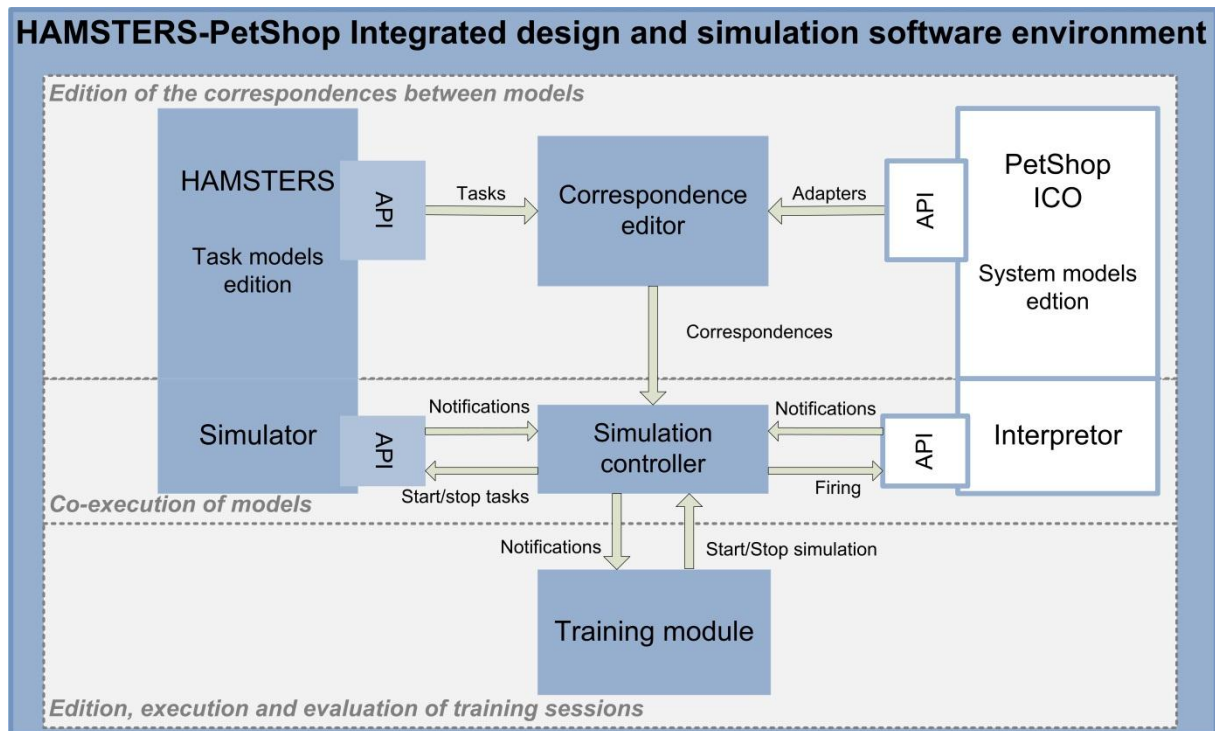 HAMSTERS-PetShop Integrated design and simulation software environment
Edition of the correspondences between models
HAMSTERS
Task models
edition
API
Tasks
Correspondence
editor
Adapters
API
PetShop
ICO
System models
edtion
Correspondences
Simulator
API
Notifications
Start/stop tasks
Simulation
controller
Notifications
Firing
API
Interpretor
Co-execution of models
Notifications
Start/Stop simulation
Training module
Edition, execution and evaluation of training sessions